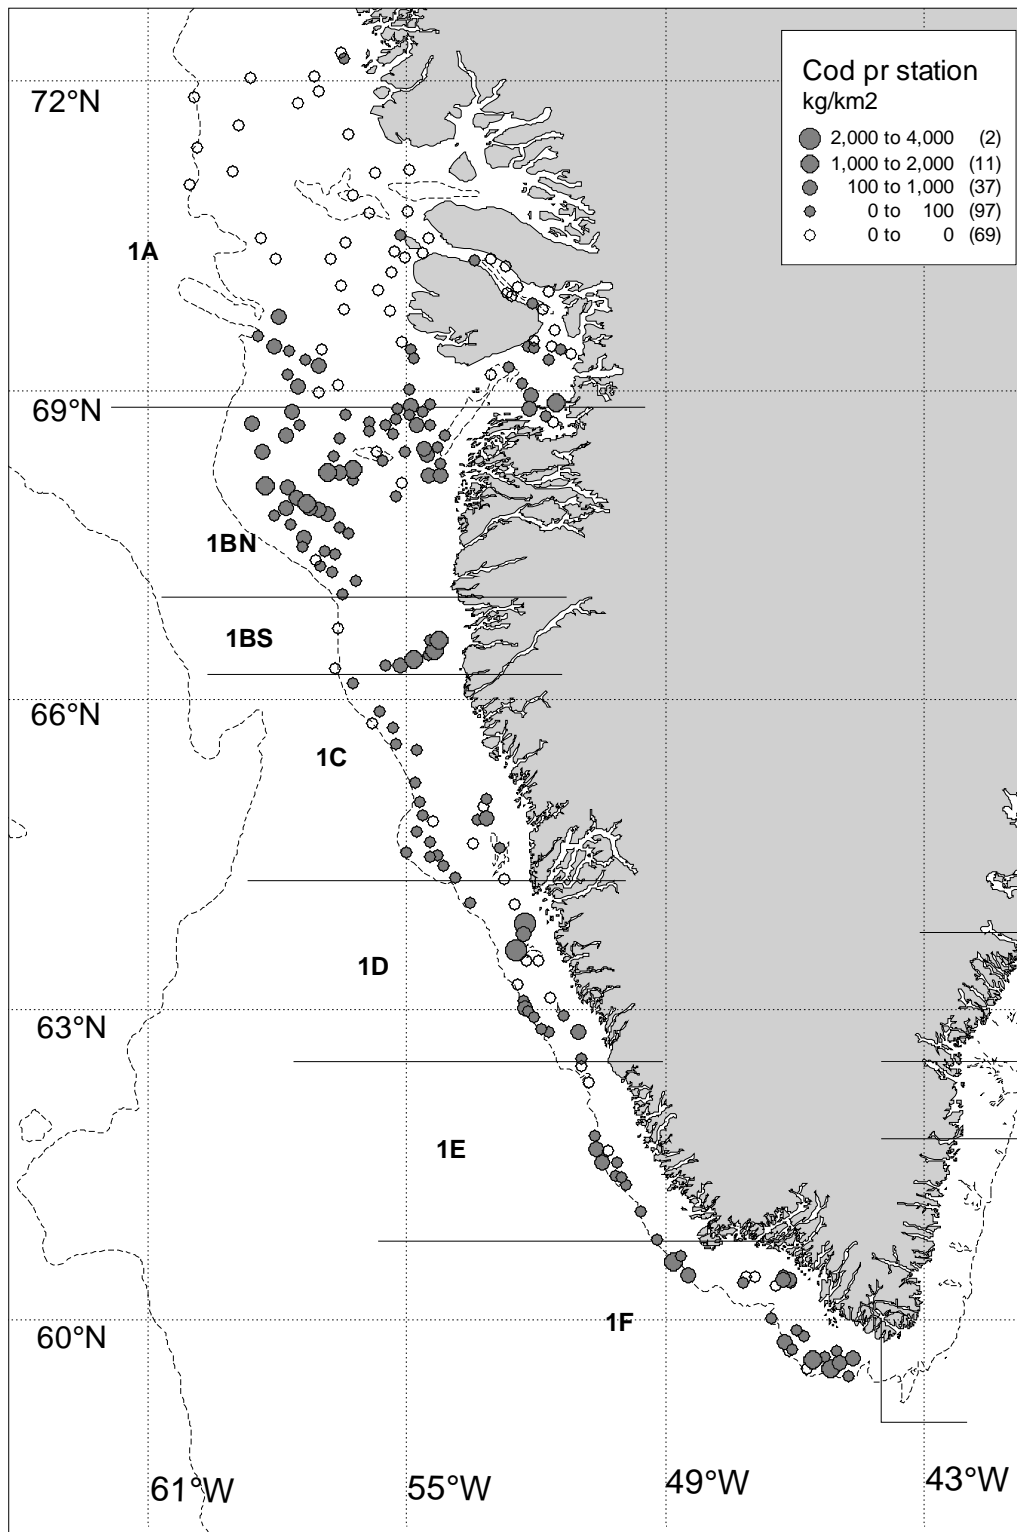 Cod pr station
kg/km2
2,000 to 4,000 (2)
1,000 to 2,000 (11)
100 to 1,000 (37)
0 to 100 (97)
0 to 0 (69)
72°N
1A
69°N
1BN
1BS
66°N
1C
1D
63°N
1E
1F
60°N
61°W
55°W
49°W
43°W